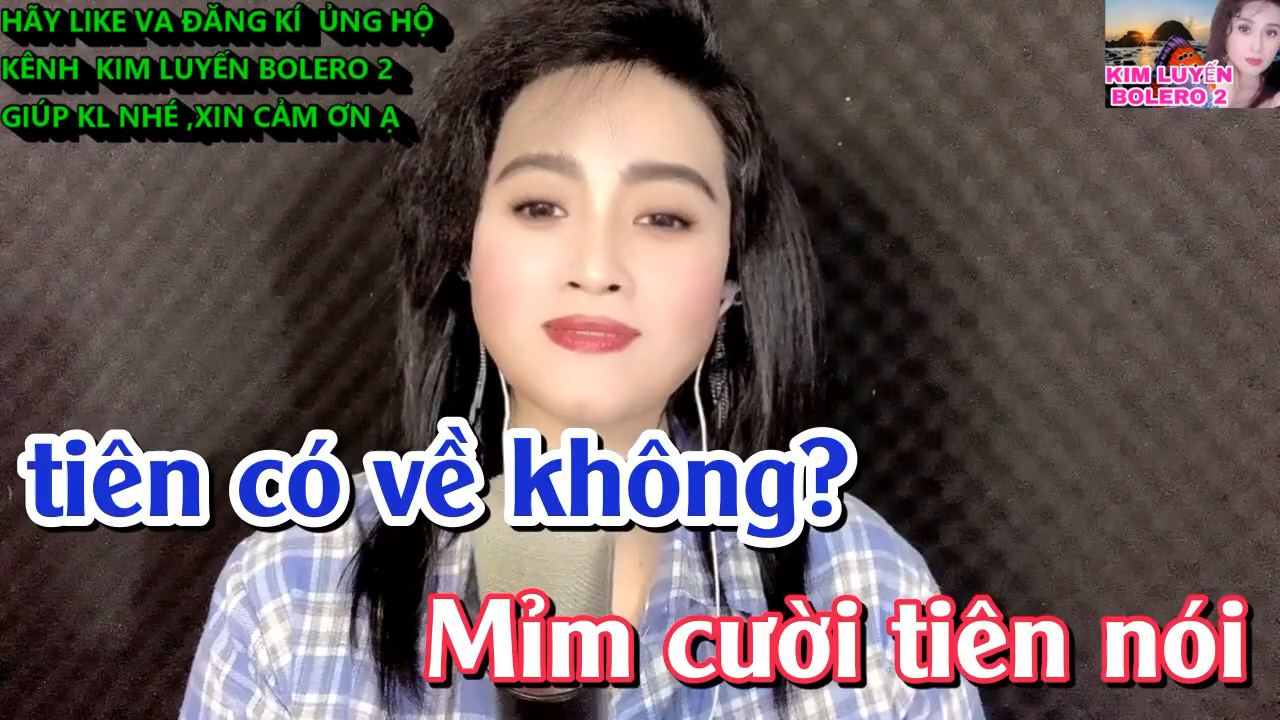 HÃY LIKE VA ĐĂNG KÍ ỦNG HỘ
KÊNH KIM LUYẾN BOLERO 2
GIÚP KL NHÉ ,XIN CẢM ƠN Ạ
KIM LUYẾN
BOLERO 2
tiên có về không?
Mỉm cười tiên nói